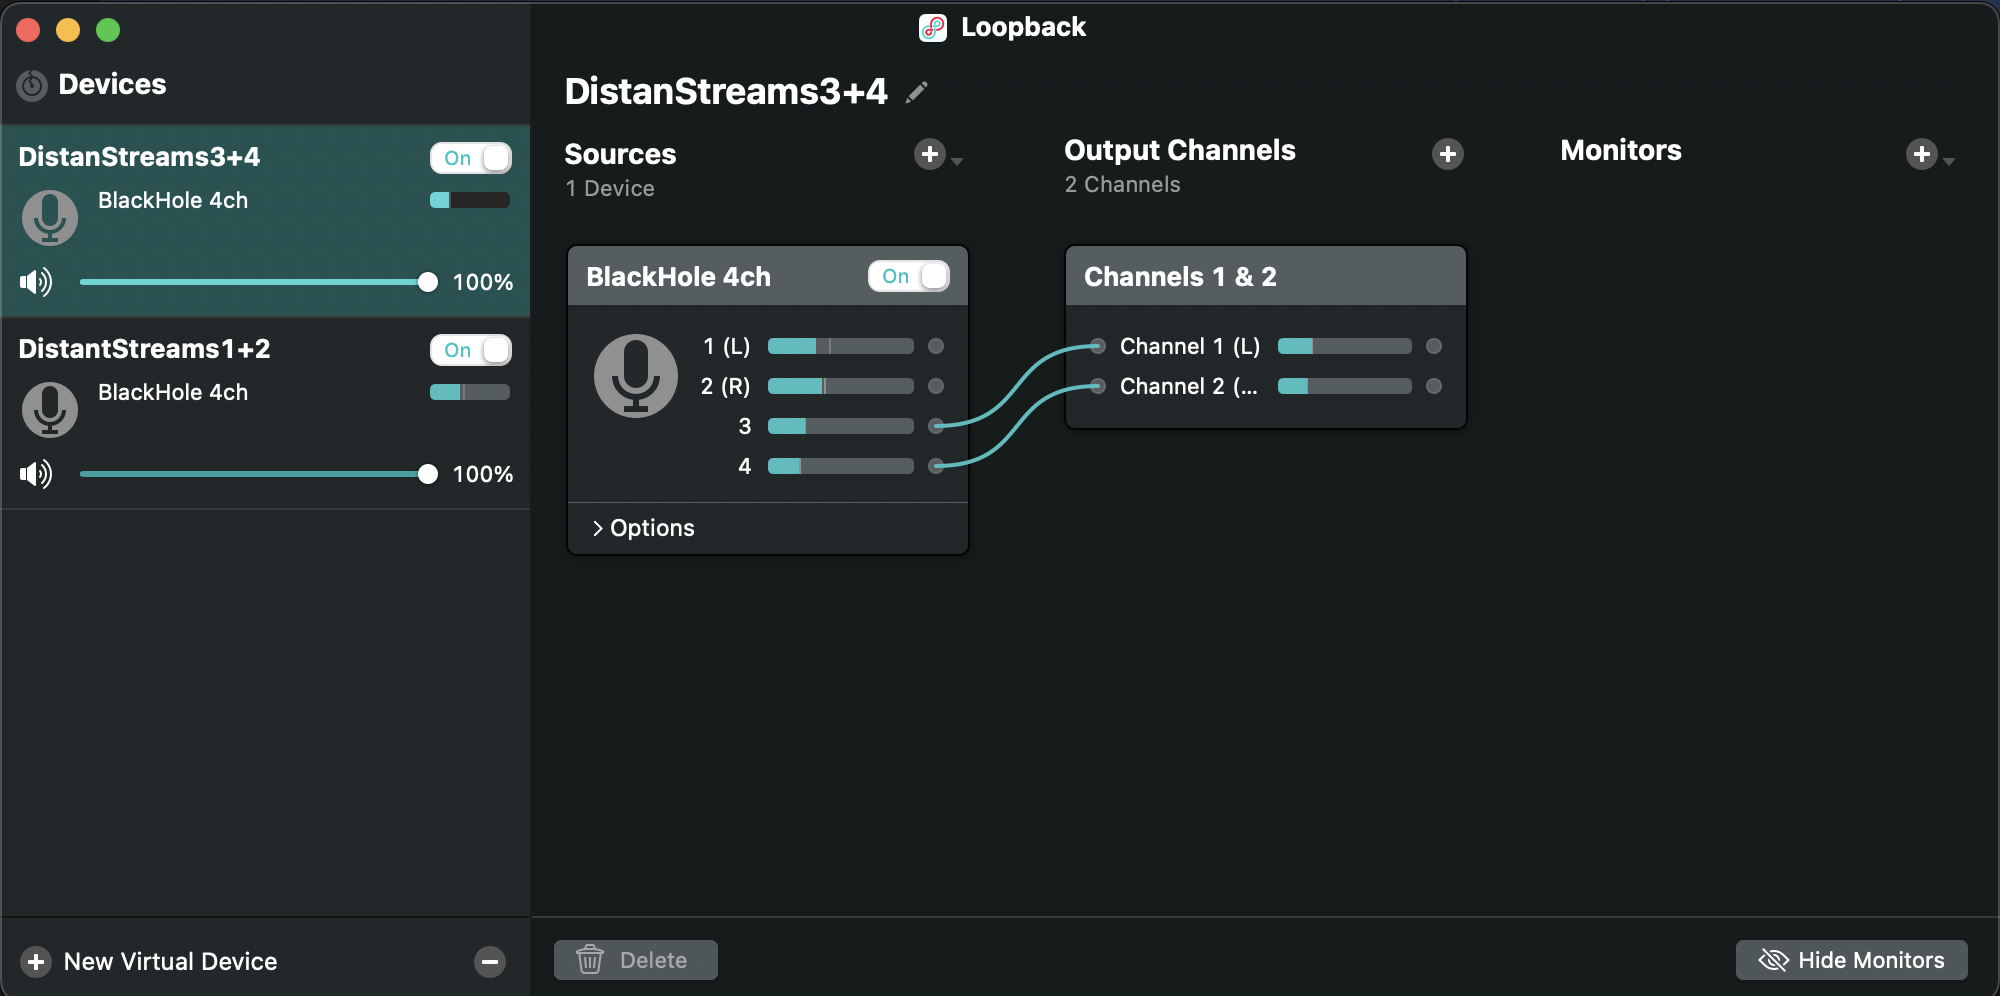 Loopback
Devices
DistanStreams3+4
On
BlackHole 4ch
100%
DistantStreams1+2
On
BlackHole 4ch
100%
New Virtual Device
DistanStreams3+4
Sources
1 Device
BlackHole 4ch
On
1 (L)
2 (R)
3
4
Options
Output Channels
2 Channels
Channels 1 & 2
Channel 1 (L)
Channel 2 (...
Monitors
Delete
Hide Monitors